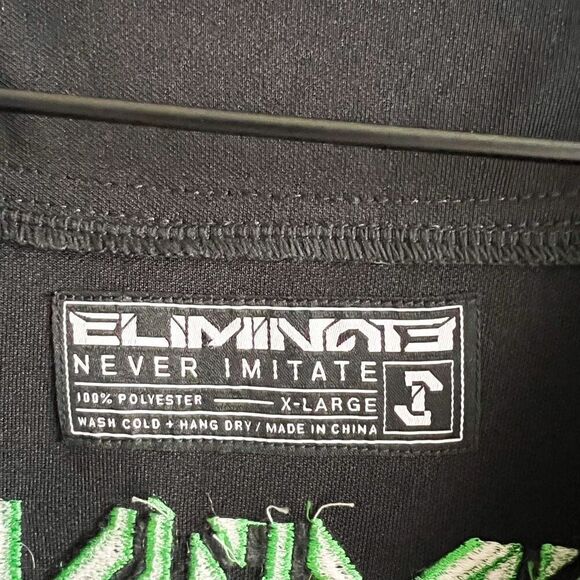 ELIMINATE
NEVER IMITATE
100% POLYESTER — X-LARGE
WASH COLD + HANG DRY / MADE IN CHINA